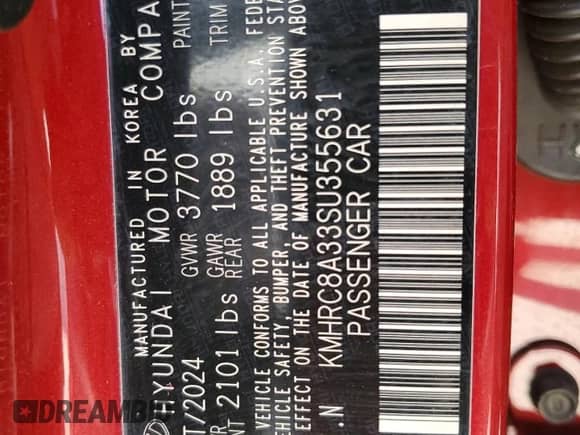 MANUFACTURED IN KOREA BY
HYUNDAI MOTOR COMPA
T/2024 GVWR 3770 lbs PAINT
2101 lbs GAWR REAR 1889 lbs TRIM
VEHICLE CONFORMS TO ALL APPLICABLE U.S.A. FEDE
VEHICLE SAFETY, BUMPER, AND THEFT PREVENTION STA
EFFECT ON THE DATE OF MANUFACTURE SHOWN ABOV
.N KMHRC8A33SU355631
PASSENGER CAR
DREAMBID